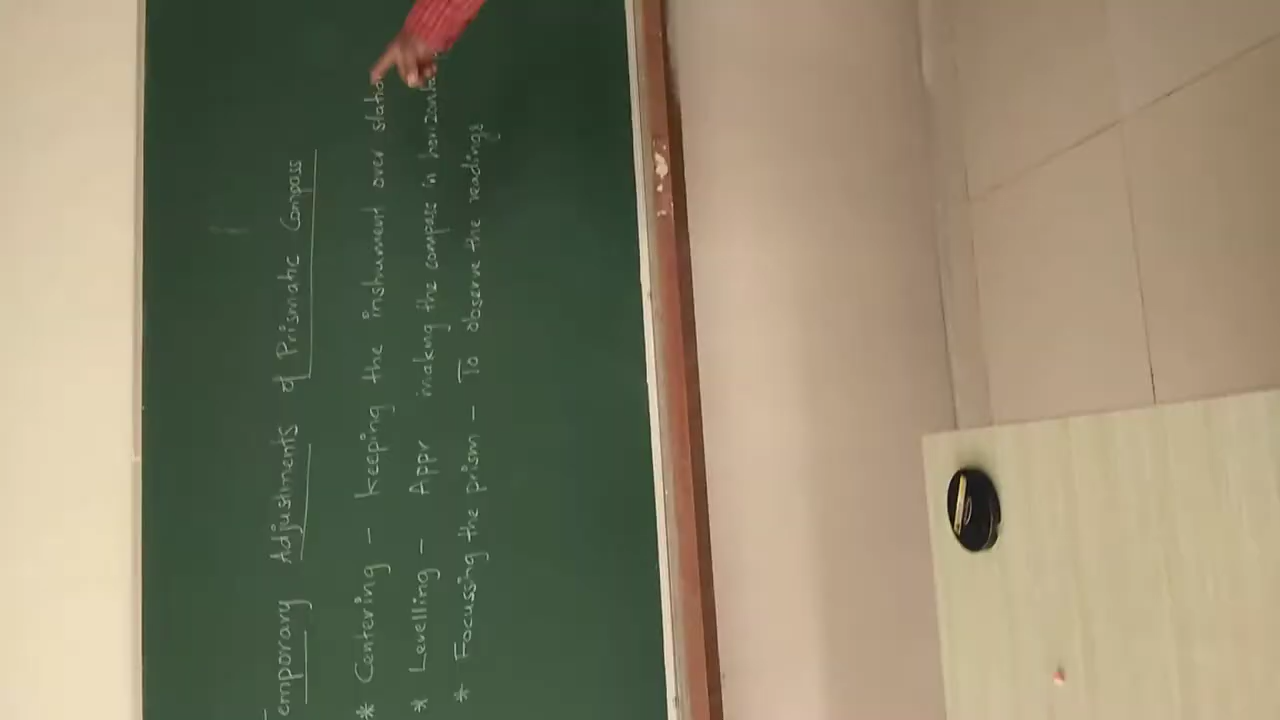 Temporary Adjustments of Prismatic Compass
* Centering - keeping the instrument over statio
* Levelling - Appr making the compass in horizonta
* Focussing the prism - To observe the readings